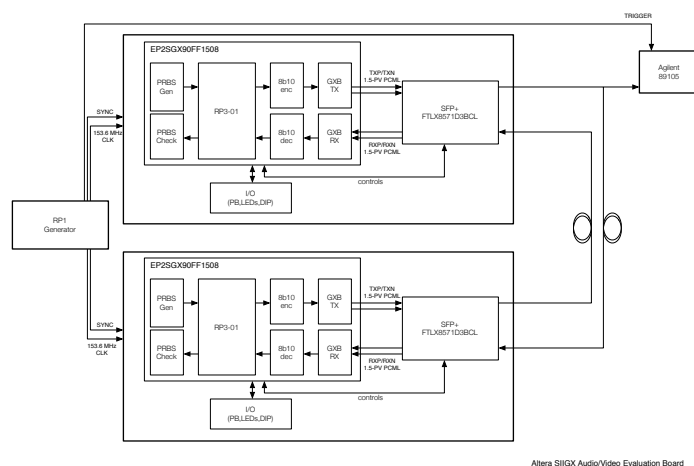 TRIGGER
Agilent
89105
EP2SGX90FF1508
PRBS
Gen
RP3-01
8b10
enc
GXB
TX
TXP/TXN
1.5-PV PCML
SFP+
FTLX8571D3BCL
SYNC
153.6 MHz
CLK
PRBS
Check
8b10
dec
GXB
RX
RXP/RXN
1.5-PV PCML
controls
I/O
(PB,LEDs,DIP)
RP1
Generator
EP2SGX90FF1508
PRBS
Gen
RP3-01
8b10
enc
GXB
TX
TXP/TXN
1.5-PV PCML
SFP+
FTLX8571D3BCL
SYNC
153.6 MHz
CLK
PRBS
Check
8b10
dec
GXB
RX
RXP/RXN
1.5-PV PCML
controls
I/O
(PB,LEDs,DIP)
Altera SIIGX Audio/Video Evaluation Board